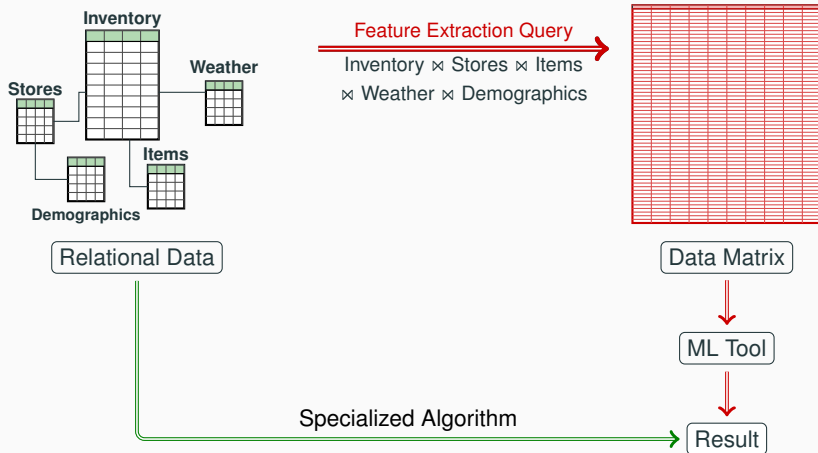 Inventory
Weather
Stores
Items
Demographics
Feature Extraction Query
Inventory ⋈ Stores ⋈ Items
⋈ Weather ⋈ Demographics
Relational Data
Data Matrix
ML Tool
Specialized Algorithm
Result